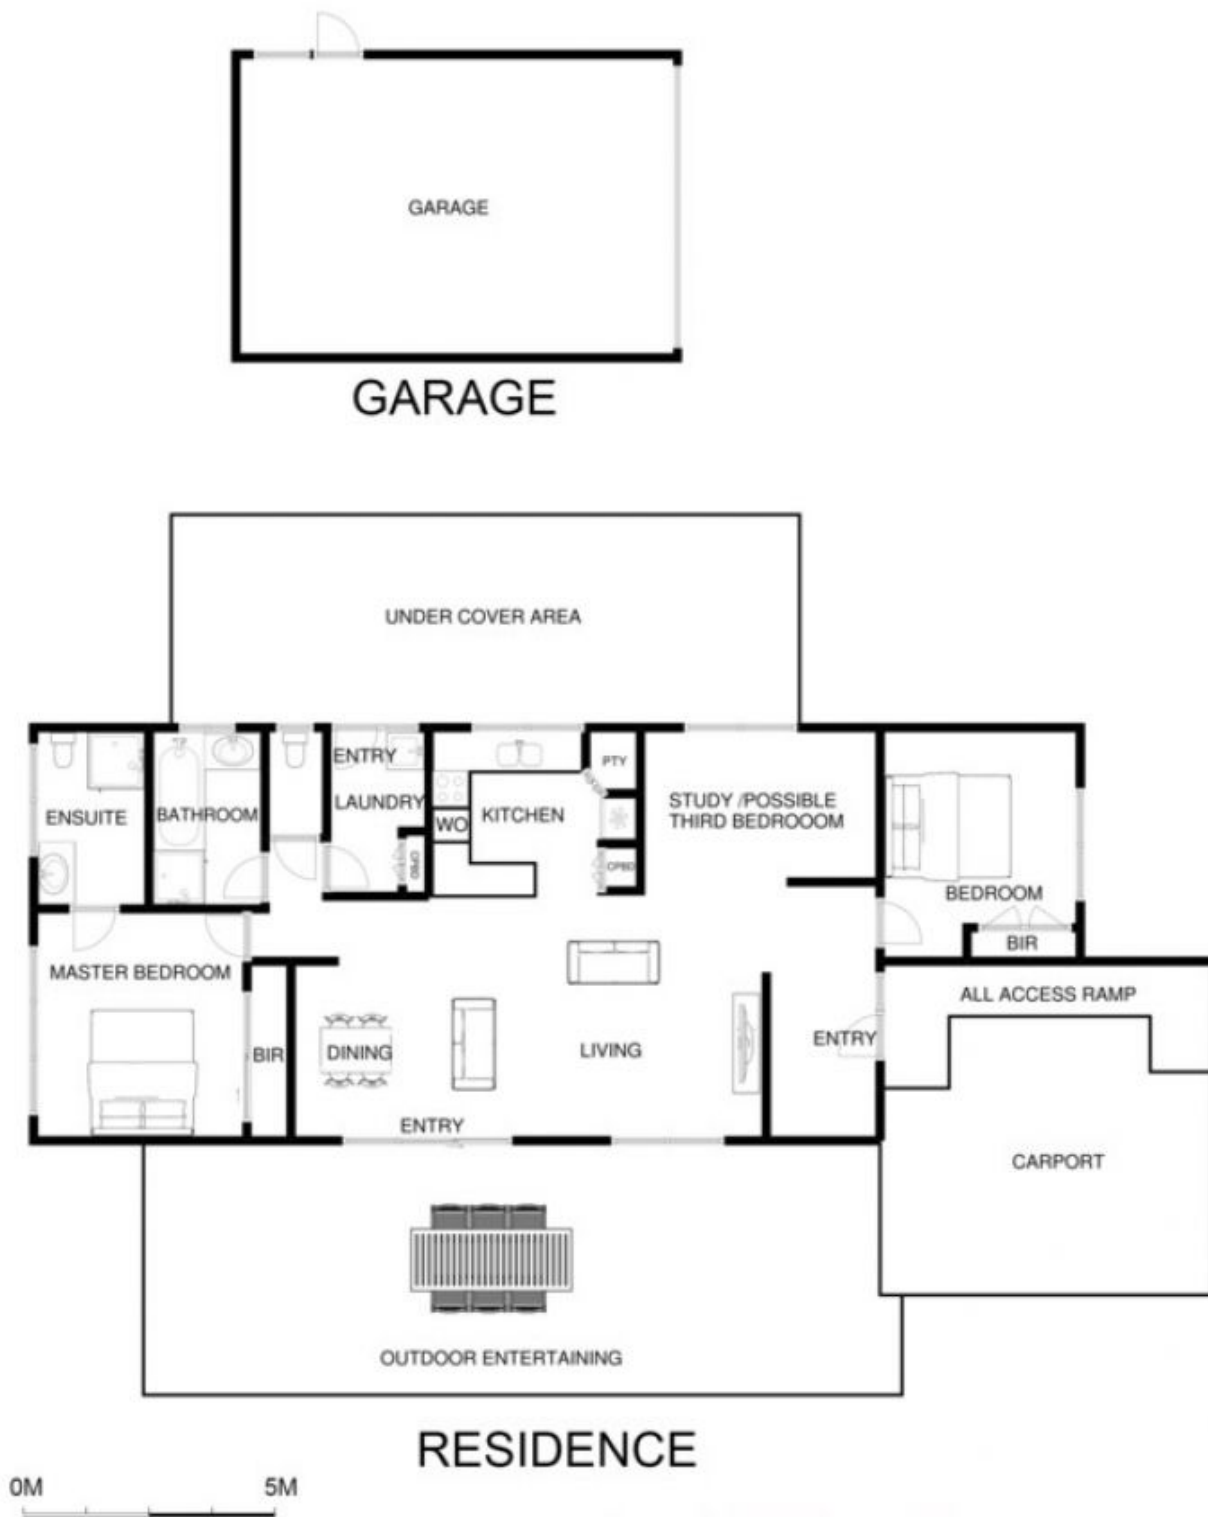 GARAGE
GARAGE
UNDER COVER AREA
ENTRY
PTY
ENSUITE
BATHROOM
LAUNDRY
KITCHEN
STUDY /POSSIBLE
THIRD BEDROOOM
WO
CPBD
CPBD
BEDROOM
BIR
MASTER BEDROOM
ALL ACCESS RAMP
BIR
DINING
LIVING
ENTRY
ENTRY
CARPORT
OUTDOOR ENTERTAINING
RESIDENCE
0M 5M